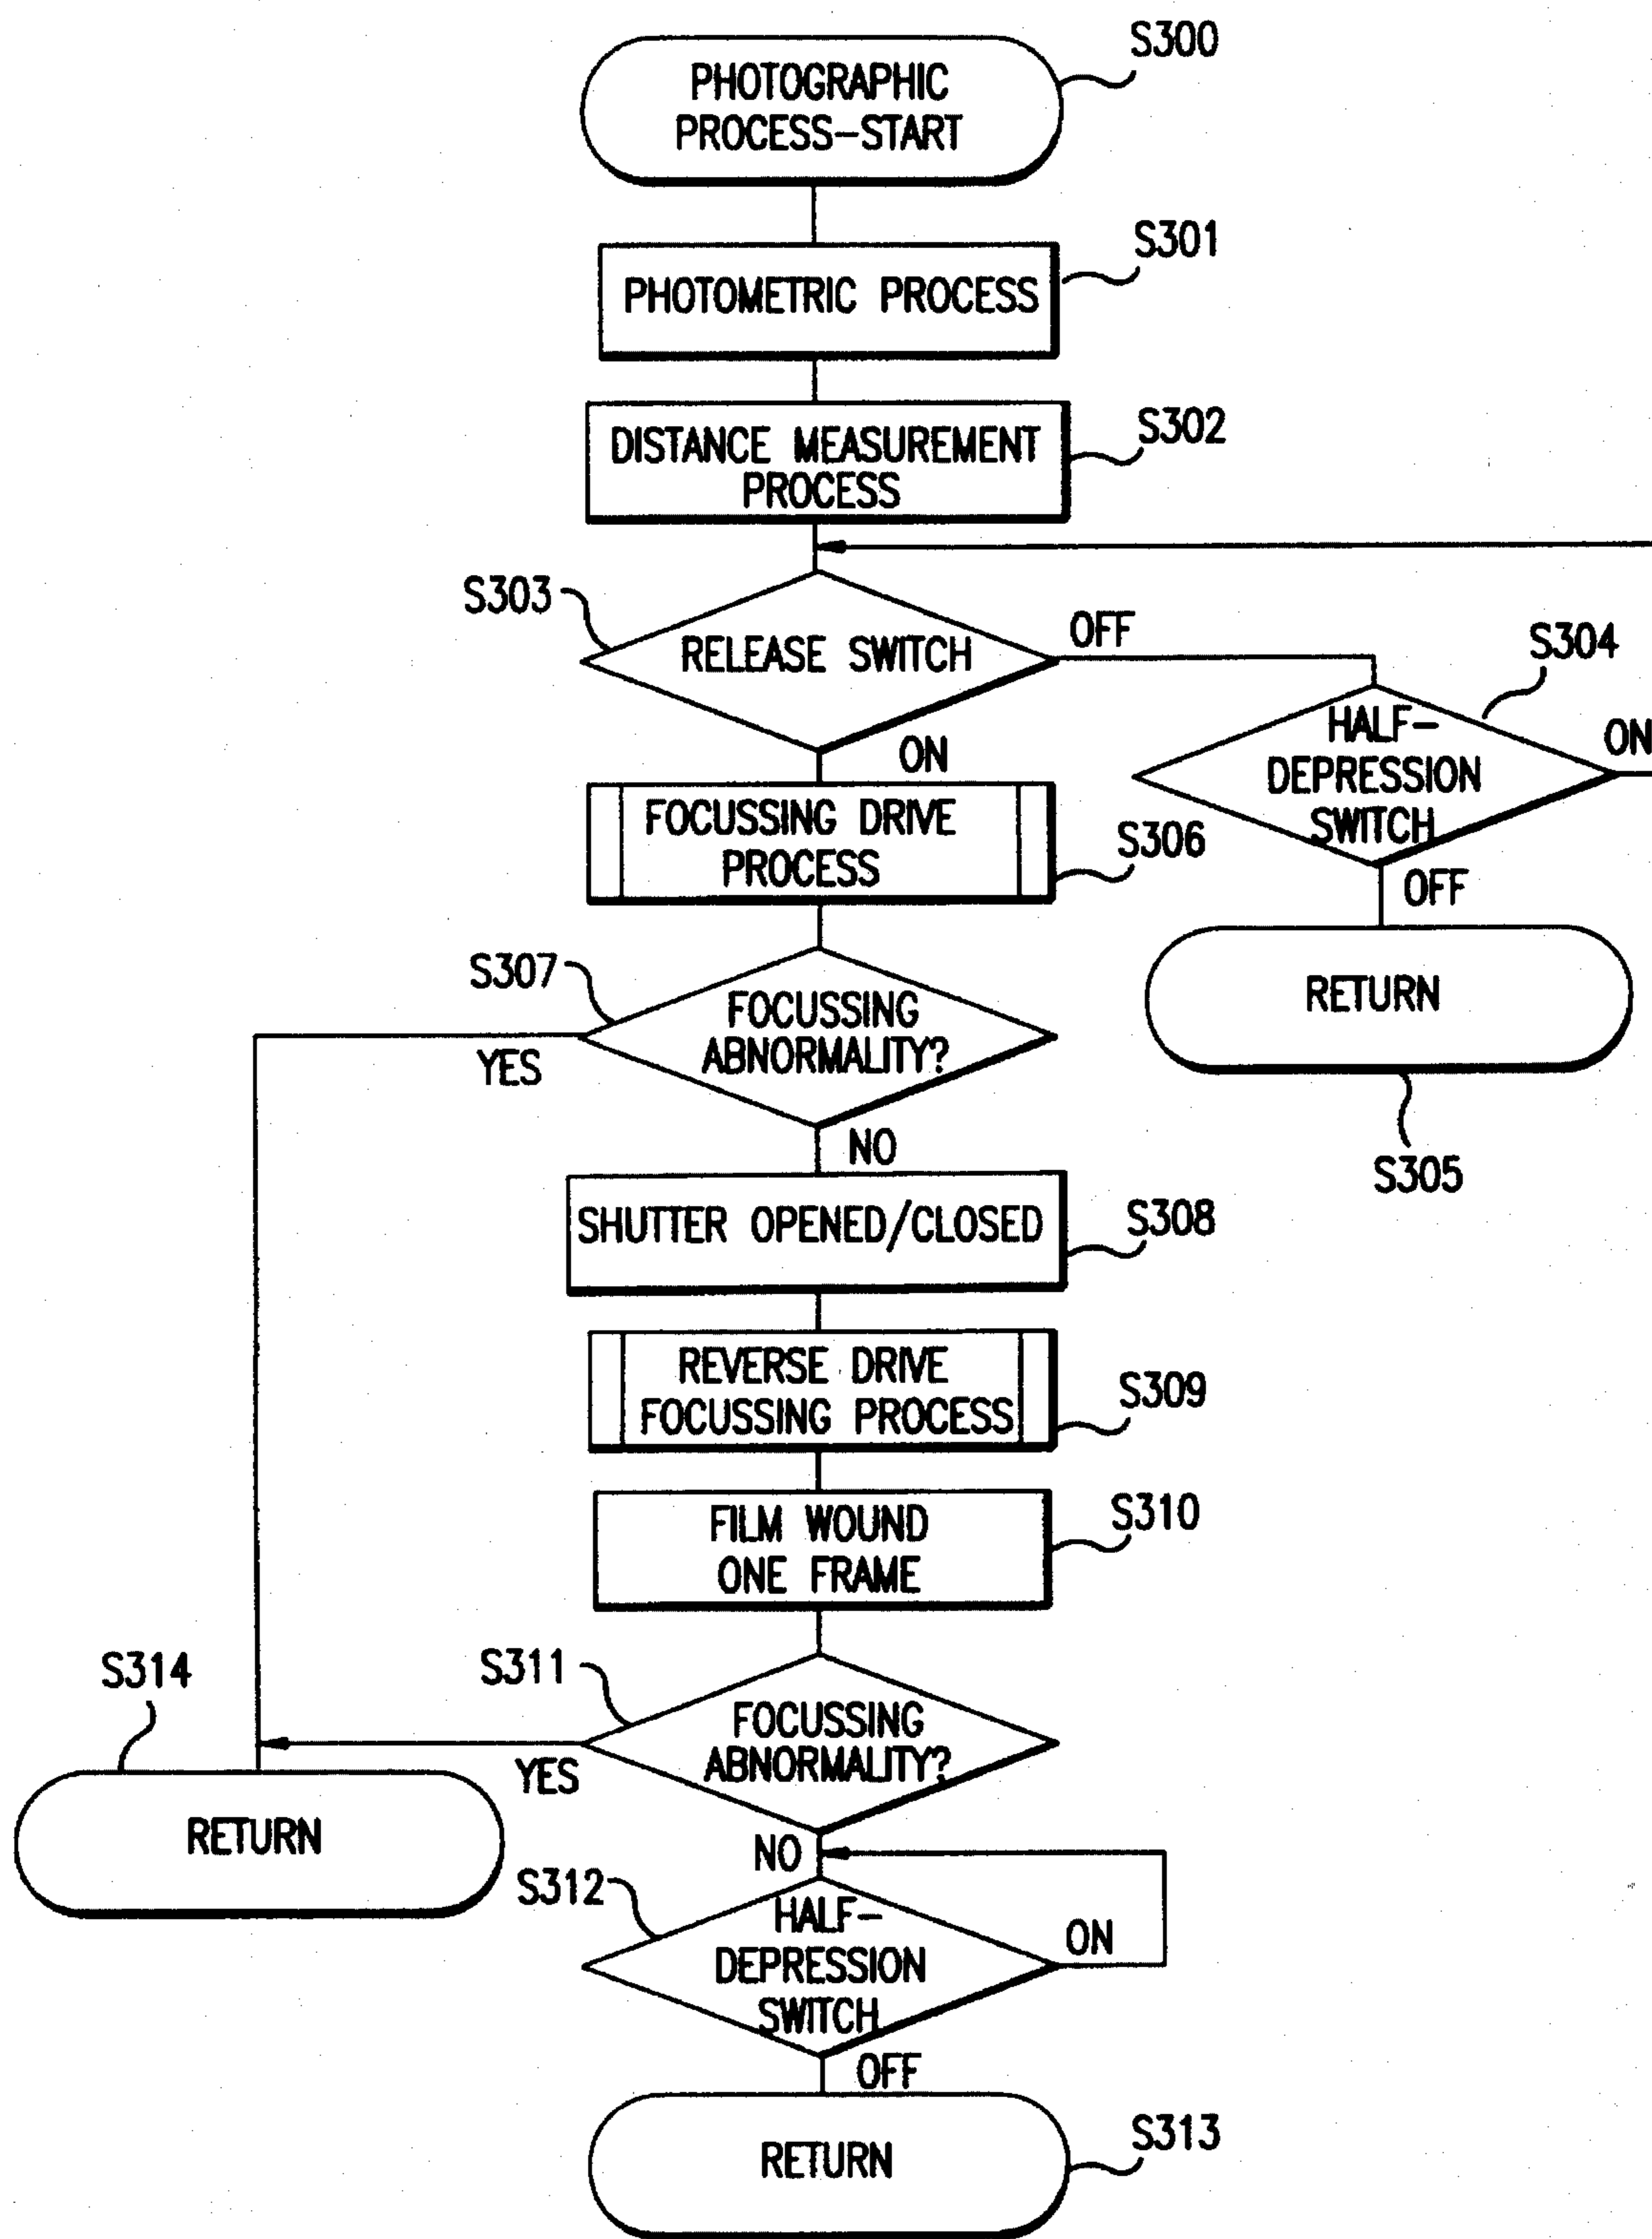 S300
PHOTOGRAPHIC
PROCESS-START
S301
PHOTOMETRIC PROCESS
S302
DISTANCE MEASUREMENT
PROCESS
S303
RELEASE SWITCH
OFF
S304
HALF-
DEPRESSION
SWITCH
ON
ON
FOCUSSING DRIVE
PROCESS
S306
OFF
RETURN
S305
S307
FOCUSSING
ABNORMALITY?
YES
NO
SHUTTER OPENED/CLOSED
S308
REVERSE DRIVE
FOCUSSING PROCESS
S309
FILM WOUND
ONE FRAME
S310
S311
FOCUSSING
ABNORMALITY?
YES
S314
RETURN
NO
S312
HALF-
DEPRESSION
SWITCH
ON
OFF
RETURN
S313